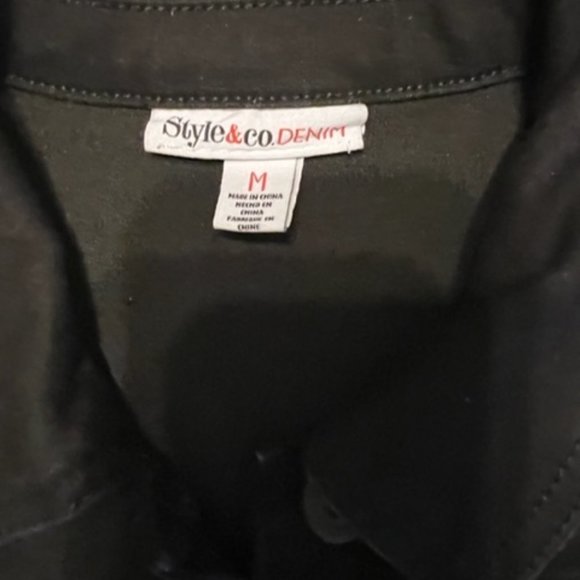 Style&co.DENIM
M
MADE IN CHINA
HECHO EN
CHINA
FABRIQUE EN
CHINE